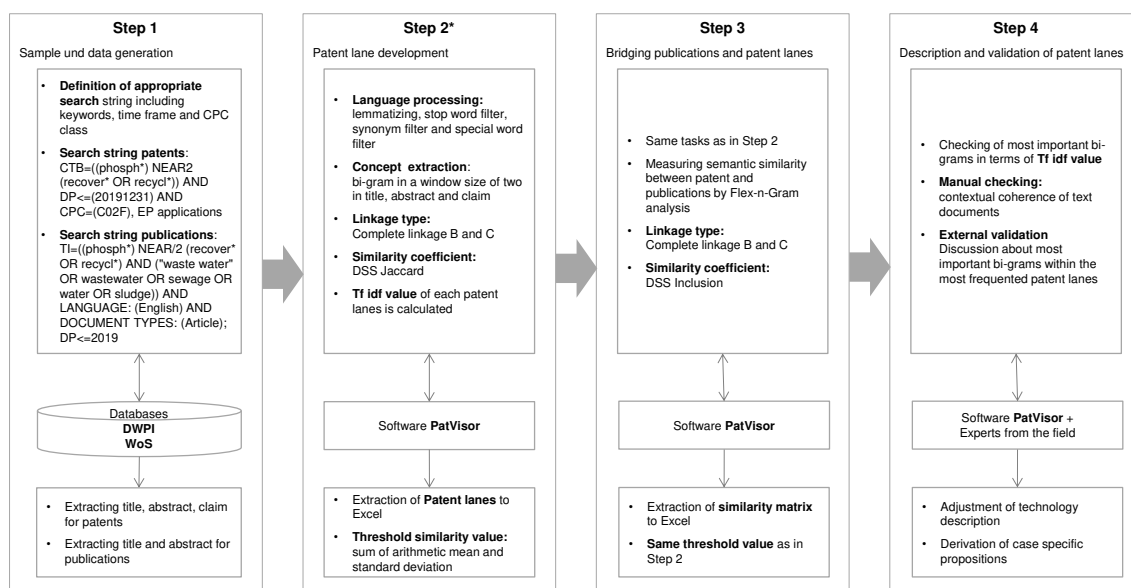 Step 1
Sample und data generation
• Definition of appropriate
search string including
keywords, time frame and CPC
class
• Search string patents:
CTB=((phosph*) NEAR2
(recover* OR recycl*)) AND
DP<=(20191231) AND
CPC=(C02F), EP applications
• Search string publications:
TI=((phosph*) NEAR/2 (recover*
OR recycl*) AND ("waste water"
OR wastewater OR sewage OR
water OR sludge)) AND
LANGUAGE: (English) AND
DOCUMENT TYPES: (Article);
DP<=2019
Databases
DWPI
WoS
• Extracting title, abstract, claim
for patents
• Extracting title and abstract for
publications
Step 2*
Patent lane development
• Language processing:
lemmatizing, stop word filter,
synonym filter and special word
filter
• Concept extraction:
bi-gram in a window size of two
in title, abstract and claim
• Linkage type:
Complete linkage B and C
• Similarity coefficient:
DSS Jaccard
• Tf idf value of each patent
lanes is calculated
Software PatVisor
• Extraction of Patent lanes to
Excel
• Threshold similarity value:
sum of arithmetic mean and
standard deviation
Step 3
Bridging publications and patent lanes
• Same tasks as in Step 2
• Measuring semantic similarity
between patent and
publications by Flex-n-Gram
analysis
• Linkage type:
Complete linkage B and C
• Similarity coefficient:
DSS Inclusion
Software PatVisor
• Extraction of similarity matrix
to Excel
• Same threshold value as in
Step 2
Step 4
Description and validation of patent lanes
• Checking of most important bi-
grams in terms of Tf idf value
• Manual checking:
contextual coherence of text
documents
• External validation
Discussion about most
important bi-grams within the
most frequented patent lanes
Software PatVisor +
Experts from the field
• Adjustment of technology
description
• Derivation of case specific
propositions